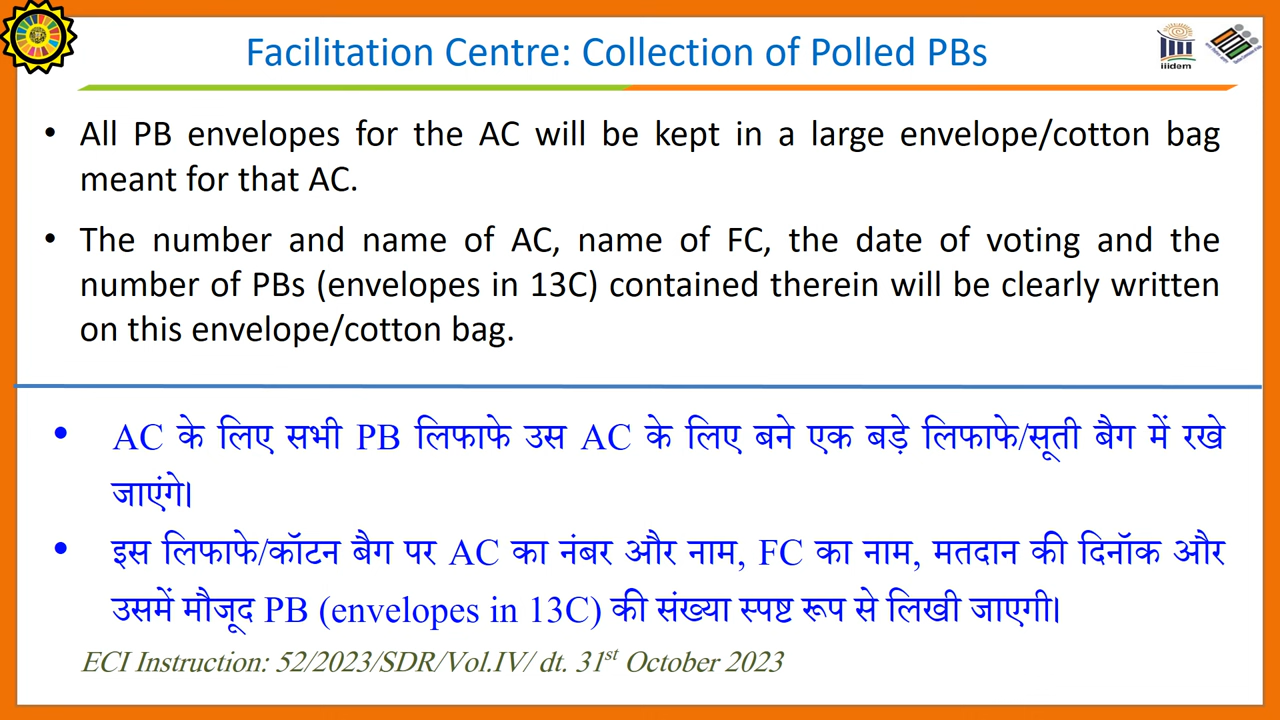 Facilitation Centre: Collection of Polled PBs
iiidem
• All PB envelopes for the AC will be kept in a large envelope/cotton bag
meant for that AC.
• The number and name of AC, name of FC, the date of voting and the
number of PBs (envelopes in 13C) contained therein will be clearly written
on this envelope/cotton bag.
• AC के लिए सभी PB लिफाफे उस AC के लिए बने एक बड़े लिफाफे/सूती बैग में रखे
जाएंगे।
• इस लिफाफे/कॉटन बैग पर AC का नंबर और नाम, FC का नाम, मतदान की दिनॉक और
उसमें मौजूद PB (envelopes in 13C) की संख्या स्पष्ट रूप से लिखी जाएगी।
ECI Instruction: 52/2023/SDR/Vol.IV/ dt. 31st October 2023